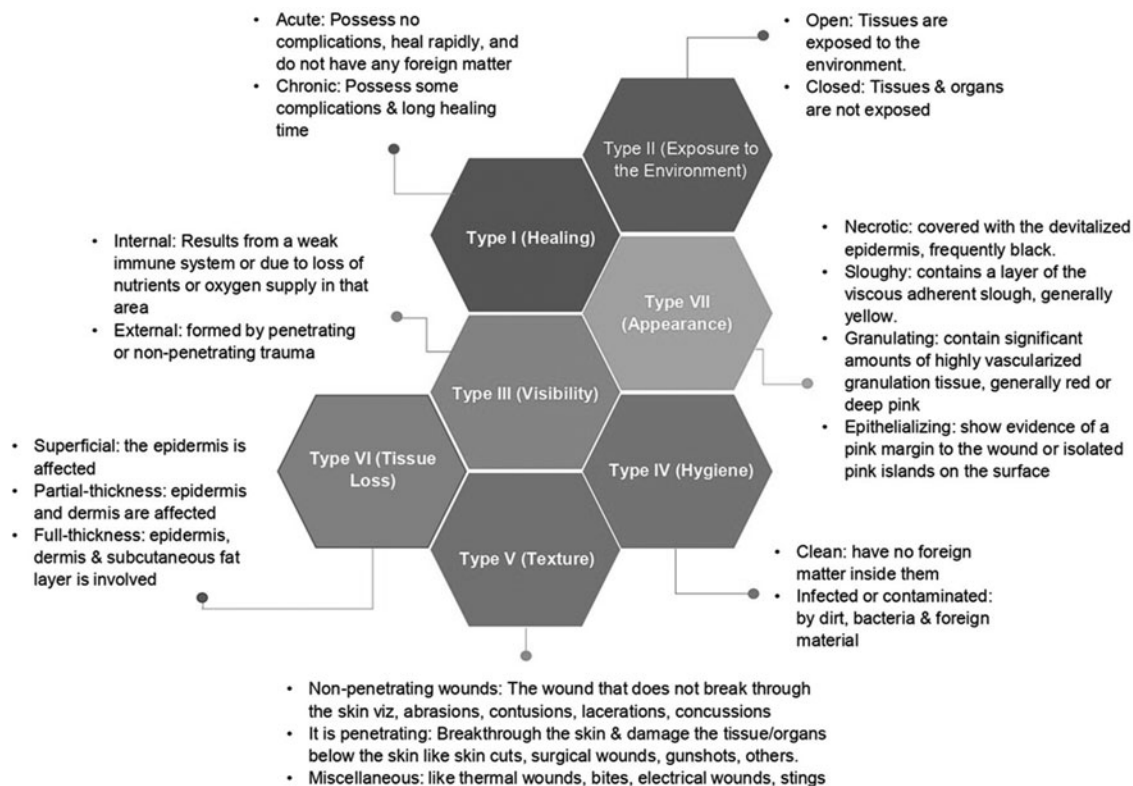 • Acute: Possess no
complications, heal rapidly, and
do not have any foreign matter
• Chronic: Possess some
complications & long healing
time
• Open: Tissues are
exposed to the
environment.
• Closed: Tissues & organs
are not exposed
Type II (Exposure to
the Environment)
Type I (Healing)
• Internal: Results from a weak
immune system or due to loss of
nutrients or oxygen supply in that
area
• External: formed by penetrating
or non-penetrating trauma
Type VII
(Appearance)
• Necrotic: covered with the devitalized
epidermis, frequently black.
• Sloughy: contains a layer of the
viscous adherent slough, generally
yellow.
• Granulating: contain significant
amounts of highly vascularized
granulation tissue, generally red or
deep pink
• Epithelializing: show evidence of a
pink margin to the wound or isolated
pink islands on the surface
Type III (Visibility)
• Superficial: the epidermis is
affected
• Partial-thickness: epidermis
and dermis are affected
• Full-thickness: epidermis,
dermis & subcutaneous fat
layer is involved
Type VI (Tissue
Loss)
Type IV (Hygiene)
Type V (Texture)
• Clean: have no foreign
matter inside them
• Infected or contaminated:
by dirt, bacteria & foreign
material
• Non-penetrating wounds: The wound that does not break through
the skin viz, abrasions, contusions, lacerations, concussions
• It is penetrating: Breakthrough the skin & damage the tissue/organs
below the skin like skin cuts, surgical wounds, gunshots, others.
• Miscellaneous: like thermal wounds, bites, electrical wounds, stings